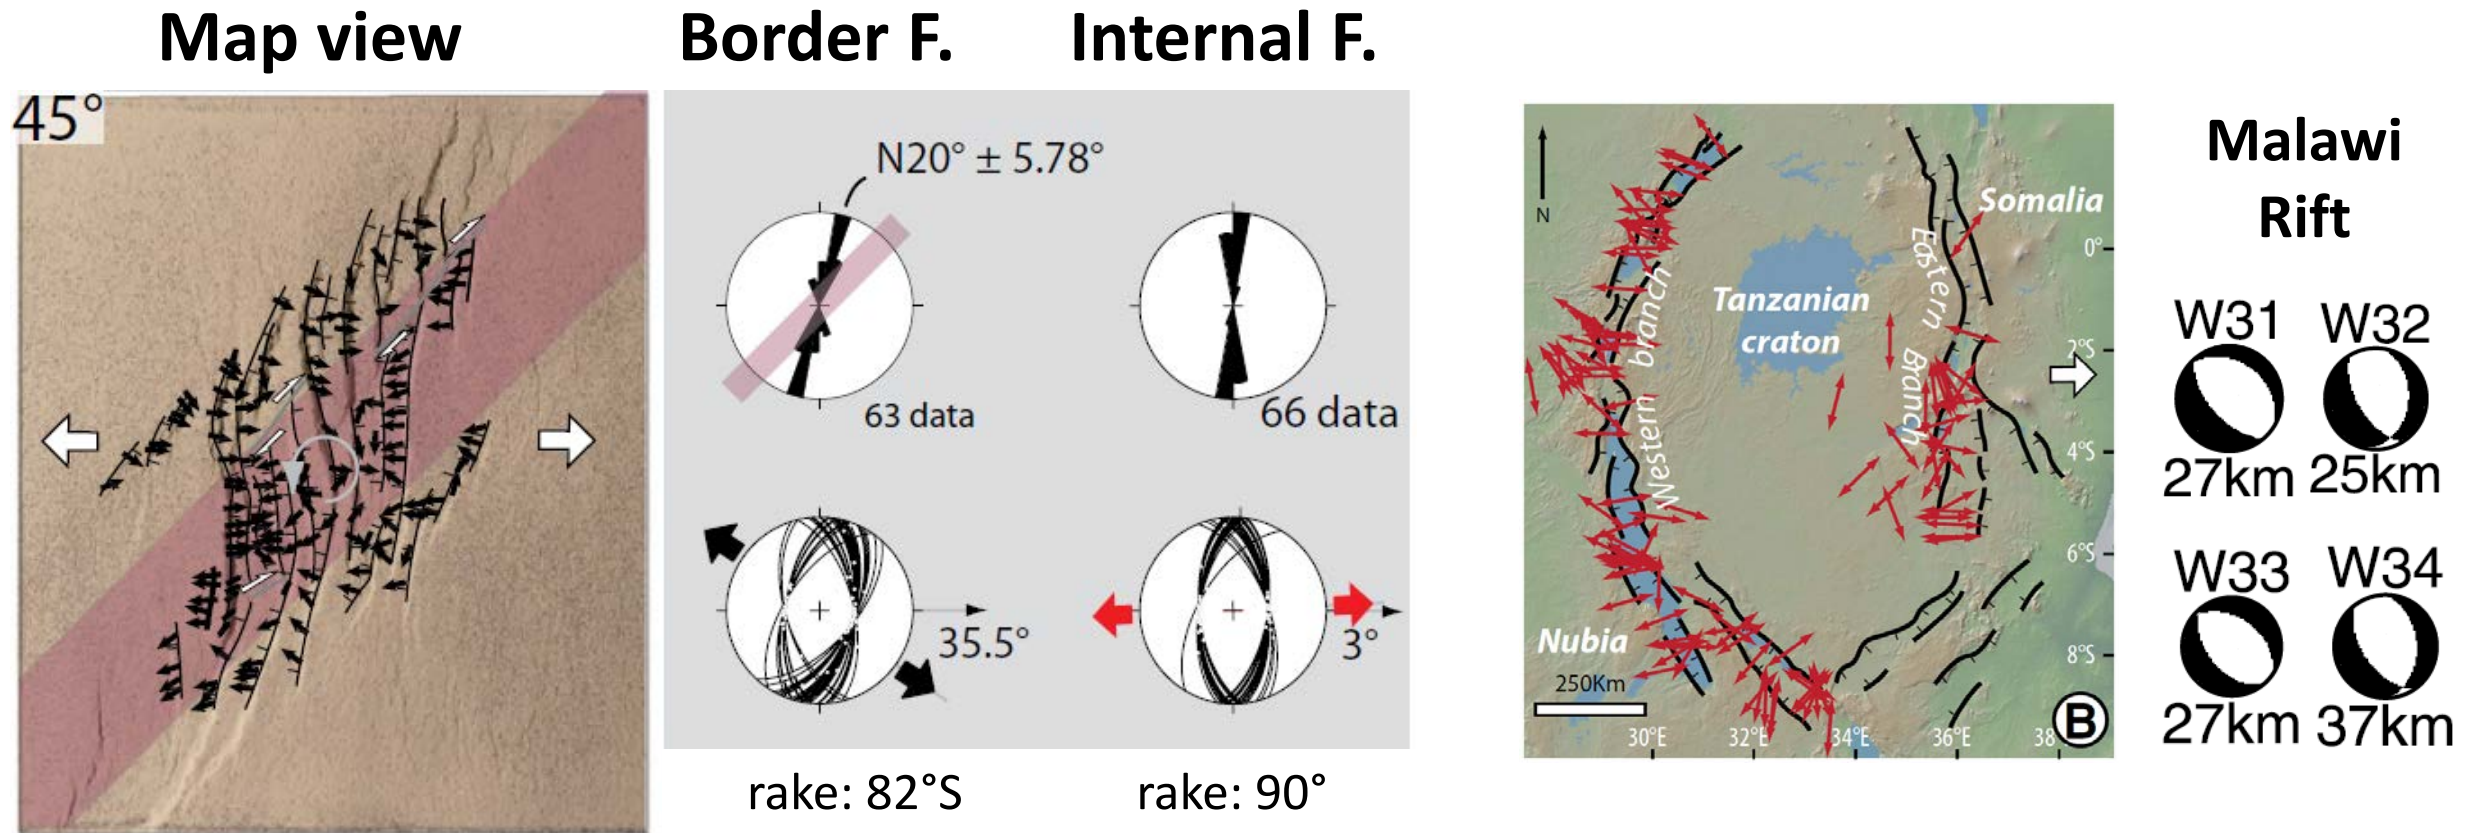 Map view
Border F.
Internal F.
45°
N20° ± 5.78°
63 data
66 data
35.5°
3°
rake: 82°S
rake: 90°
N
Somalia
0°
Eastern
Branch
Tanzanian
craton
Western branch
2°S
4°S
6°S
8°S
Nubia
250Km
30°E
32°E
34°E
36°E
38
B
Malawi
Rift
W31
W32
27km
25km
W33
W34
27km
37km